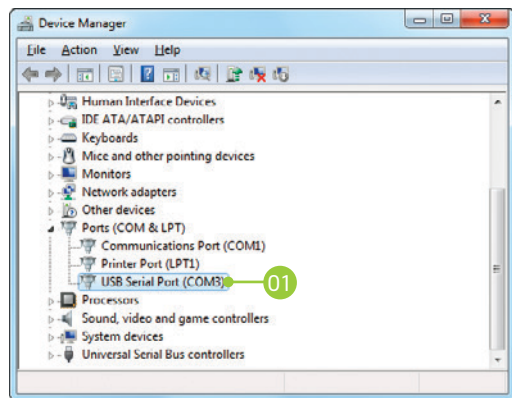 Device Manager
File Action View Help
Human Interface Devices
IDE ATA/ATAPI controllers
Keyboards
Mice and other pointing devices
Monitors
Network adapters
Other devices
Ports (COM & LPT)
Communications Port (COM1)
Printer Port (LPT1)
USB Serial Port (COM3)
01
Processors
Sound, video and game controllers
System devices
Universal Serial Bus controllers